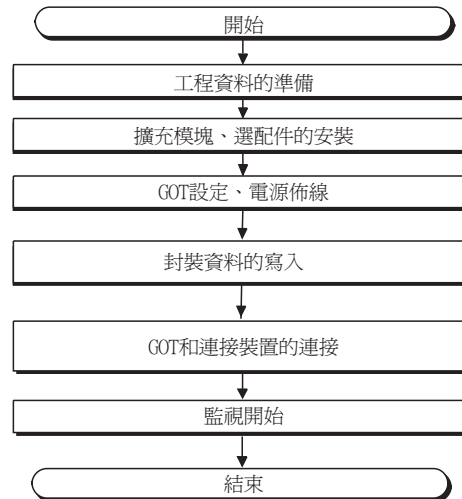 開始
工程資料的準備
擴充模塊、選配件的安裝
GOT設定、電源佈線
封裝資料的寫入
GOT和連接裝置的連接
監視開始
結束